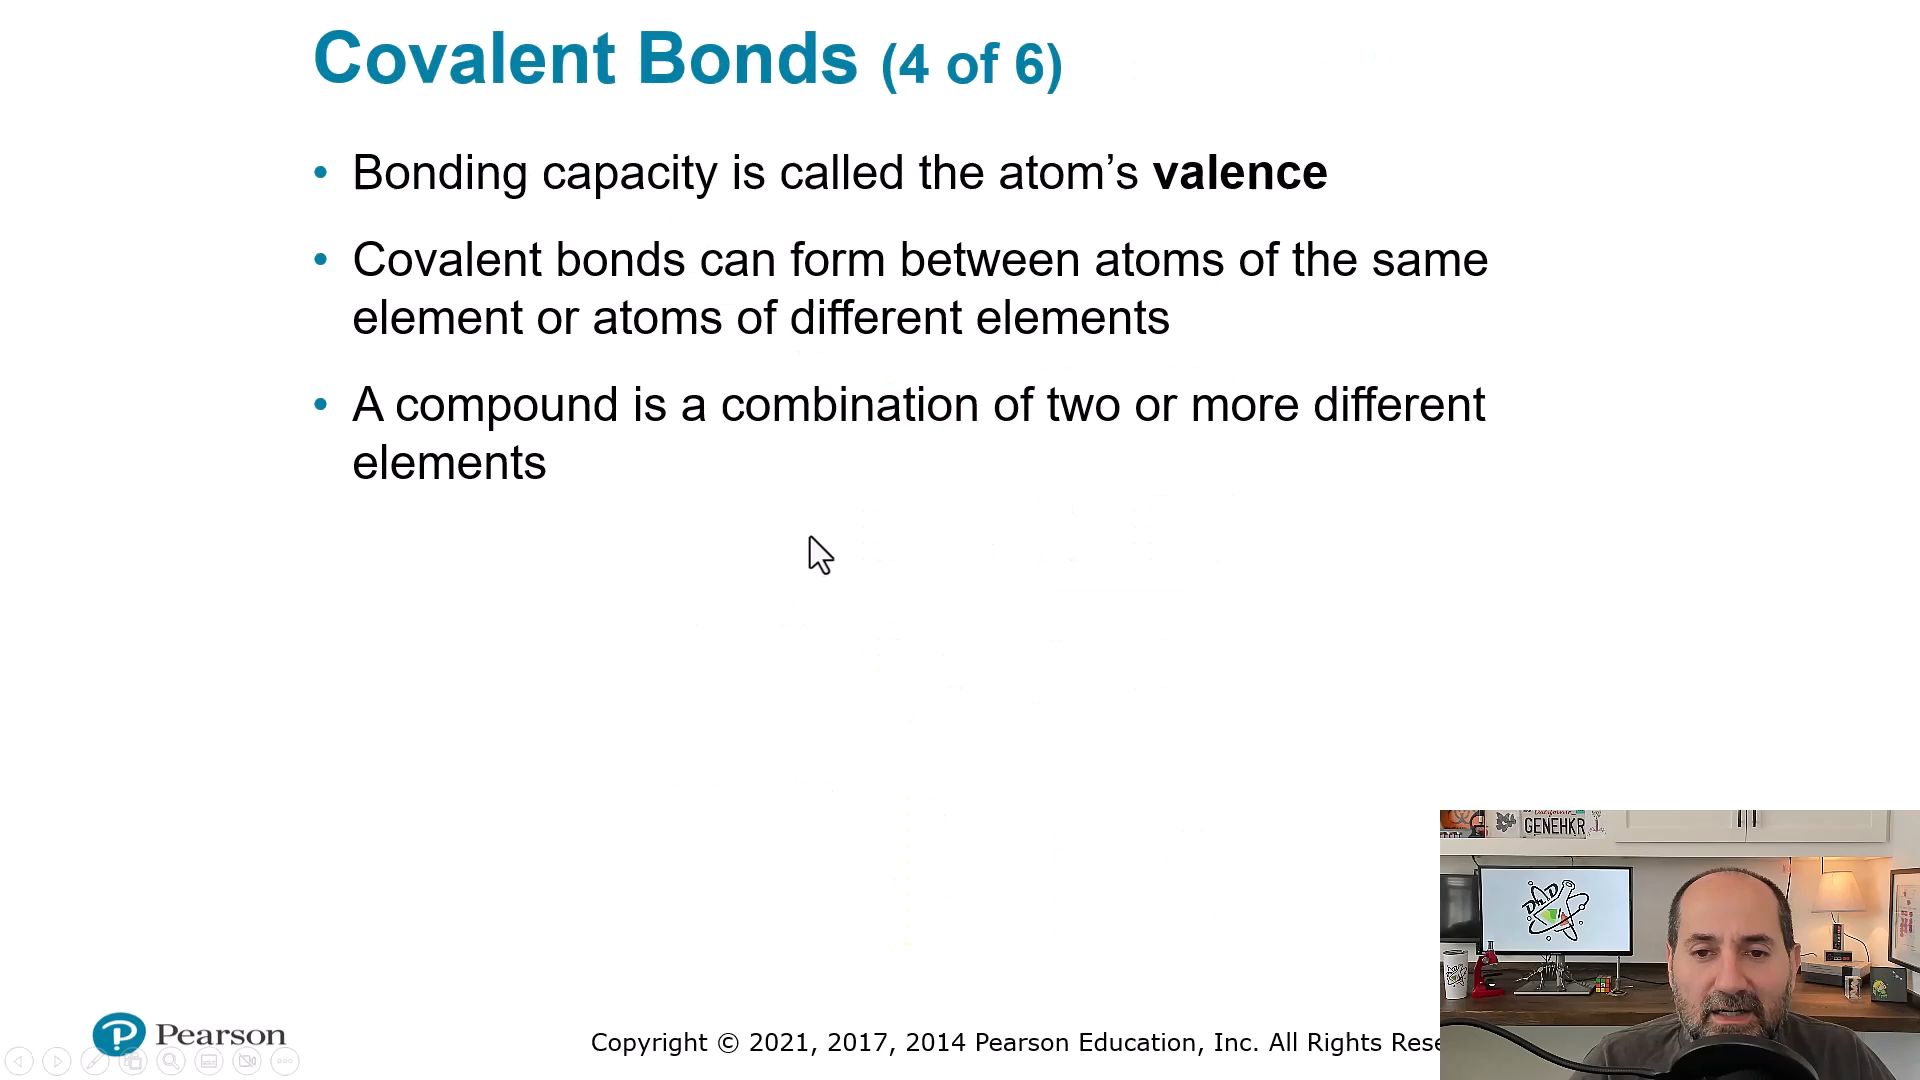 Covalent Bonds (4 of 6)
• Bonding capacity is called the atom’s valence
• Covalent bonds can form between atoms of the same
element or atoms of different elements
• A compound is a combination of two or more different
elements
GENEHKR
Ph.D
P Pearson
Copyright © 2021, 2017, 2014 Pearson Education, Inc. All Rights Rese